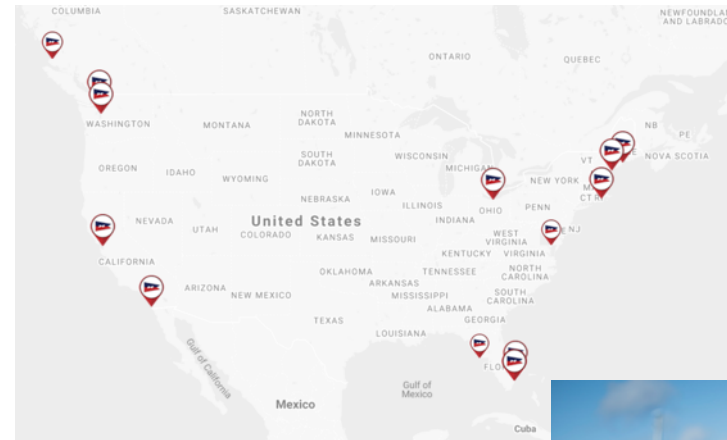 COLUMBIA
SASKATCHEWAN
NEWFOUNDLAN
AND LABRADO
ONTARIO
QUEBEC
WASHINGTON
MONTANA
NORTH
DAKOTA
MINNESOTA
NB
PE
NOVA SCOTIA
OREGON
IDAHO
WYOMING
SOUTH
DAKOTA
WISCONSIN
MICHIGAN
VT
NEW YORK
CT RI
NEBRASKA
IOWA
ILLINOIS
INDIANA
OHIO
PENN
NEVADA
UTAH
United States
COLORADO
KANSAS
MISSOURI
WEST
VIRGINIA
NJ
KENTUCKY
VIRGINIA
CALIFORNIA
ARIZONA
NEW MEXICO
OKLAHOMA
ARKANSAS
TENNESSEE
NORTH
CAROLINA
MISSISSIPPI
SOUTH
CAROLINA
ALABAMA
GEORGIA
TEXAS
LOUISIANA
FLO
Gulf of California
Gulf of
Mexico
Mexico
Cuba